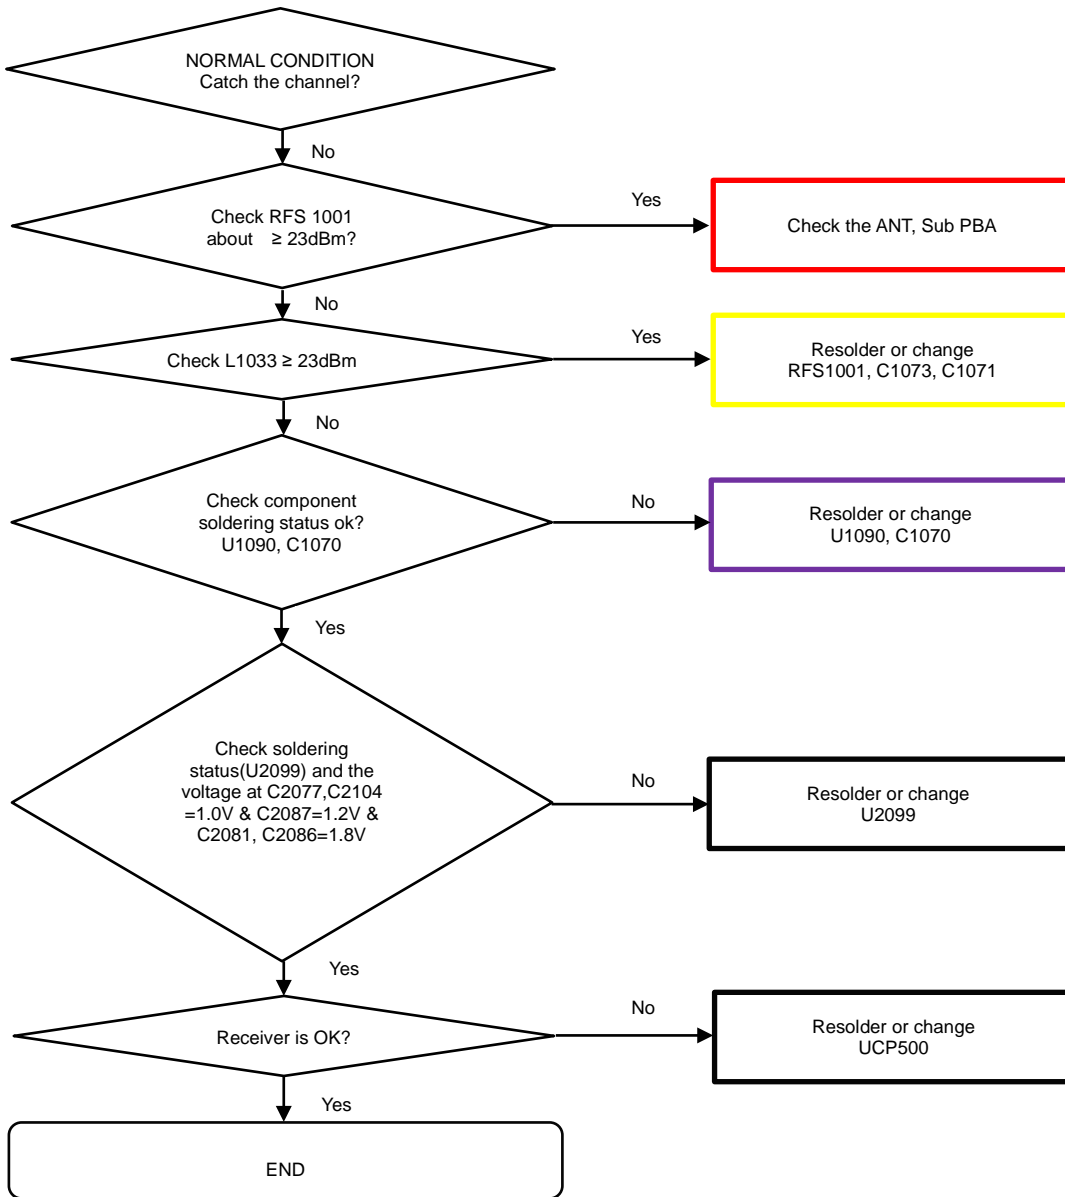 NORMAL CONDITION
Catch the channel?
No
Check RFS 1001
about ≥ 23dBm?
Yes
Check the ANT, Sub PBA
No
Check L1033 ≥ 23dBm
Yes
Resolder or change
RFS1001, C1073, C1071
No
Check component
soldering status ok?
U1090, C1070
No
Resolder or change
U1090, C1070
Yes
Check soldering
status(U2099) and the
voltage at C2077,C2104
=1.0V & C2087=1.2V &
C2081, C2086=1.8V
No
Resolder or change
U2099
Yes
Receiver is OK?
No
Resolder or change
UCP500
Yes
END